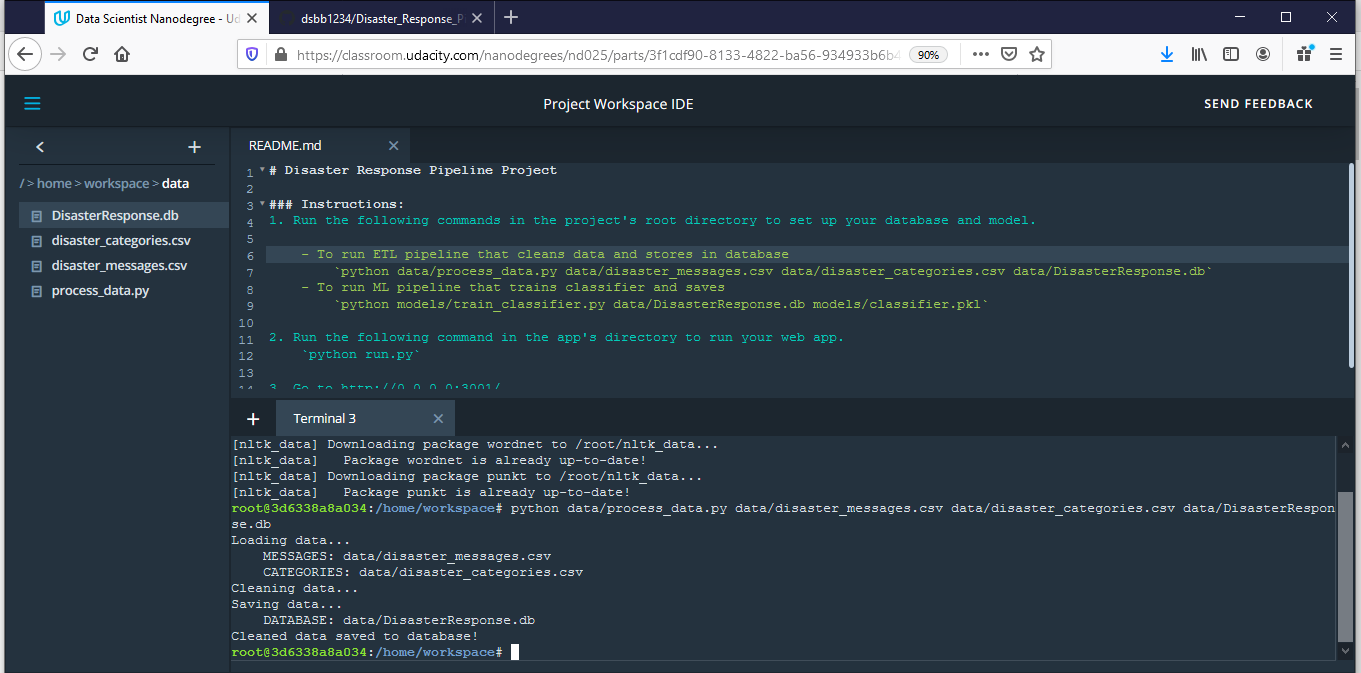 Data Scientist Nanodegree - Ud
dsbb1234/Disaster_Response_P
https://classroom.udacity.com/nanodegrees/nd025/parts/3f1cdf90-8133-4822-ba56-934933b6b4
90%
Project Workspace IDE
SEND FEEDBACK
README.md
/ > home > workspace > data
DisasterResponse.db
disaster_categories.csv
disaster_messages.csv
process_data.py
1 # Disaster Response Pipeline Project
2
3 ### Instructions:
4 1. Run the following commands in the project's root directory to set up your database and model.
5
6 - To run ETL pipeline that cleans data and stores in database
7 `python data/process_data.py data/disaster_messages.csv data/disaster_categories.csv data/DisasterResponse.db`
8 - To run ML pipeline that trains classifier and saves
9 `python models/train_classifier.py data/DisasterResponse.db models/classifier.pkl`
10
11 2. Run the following command in the app's directory to run your web app.
12 `python run.py`
13
14 3. Go to http://0.0.0.0:3001/
Terminal 3
[nltk_data] Downloading package wordnet to /root/nltk_data...
[nltk_data]   Package wordnet is already up-to-date!
[nltk_data] Downloading package punkt to /root/nltk_data...
[nltk_data]   Package punkt is already up-to-date!
root@3d6338a8a034:/home/workspace# python data/process_data.py data/disaster_messages.csv data/disaster_categories.csv data/DisasterRespon
se.db
Loading data...
MESSAGES: data/disaster_messages.csv
CATEGORIES: data/disaster_categories.csv
Cleaning data...
Saving data...
DATABASE: data/DisasterResponse.db
Cleaned data saved to database!
root@3d6338a8a034:/home/workspace#